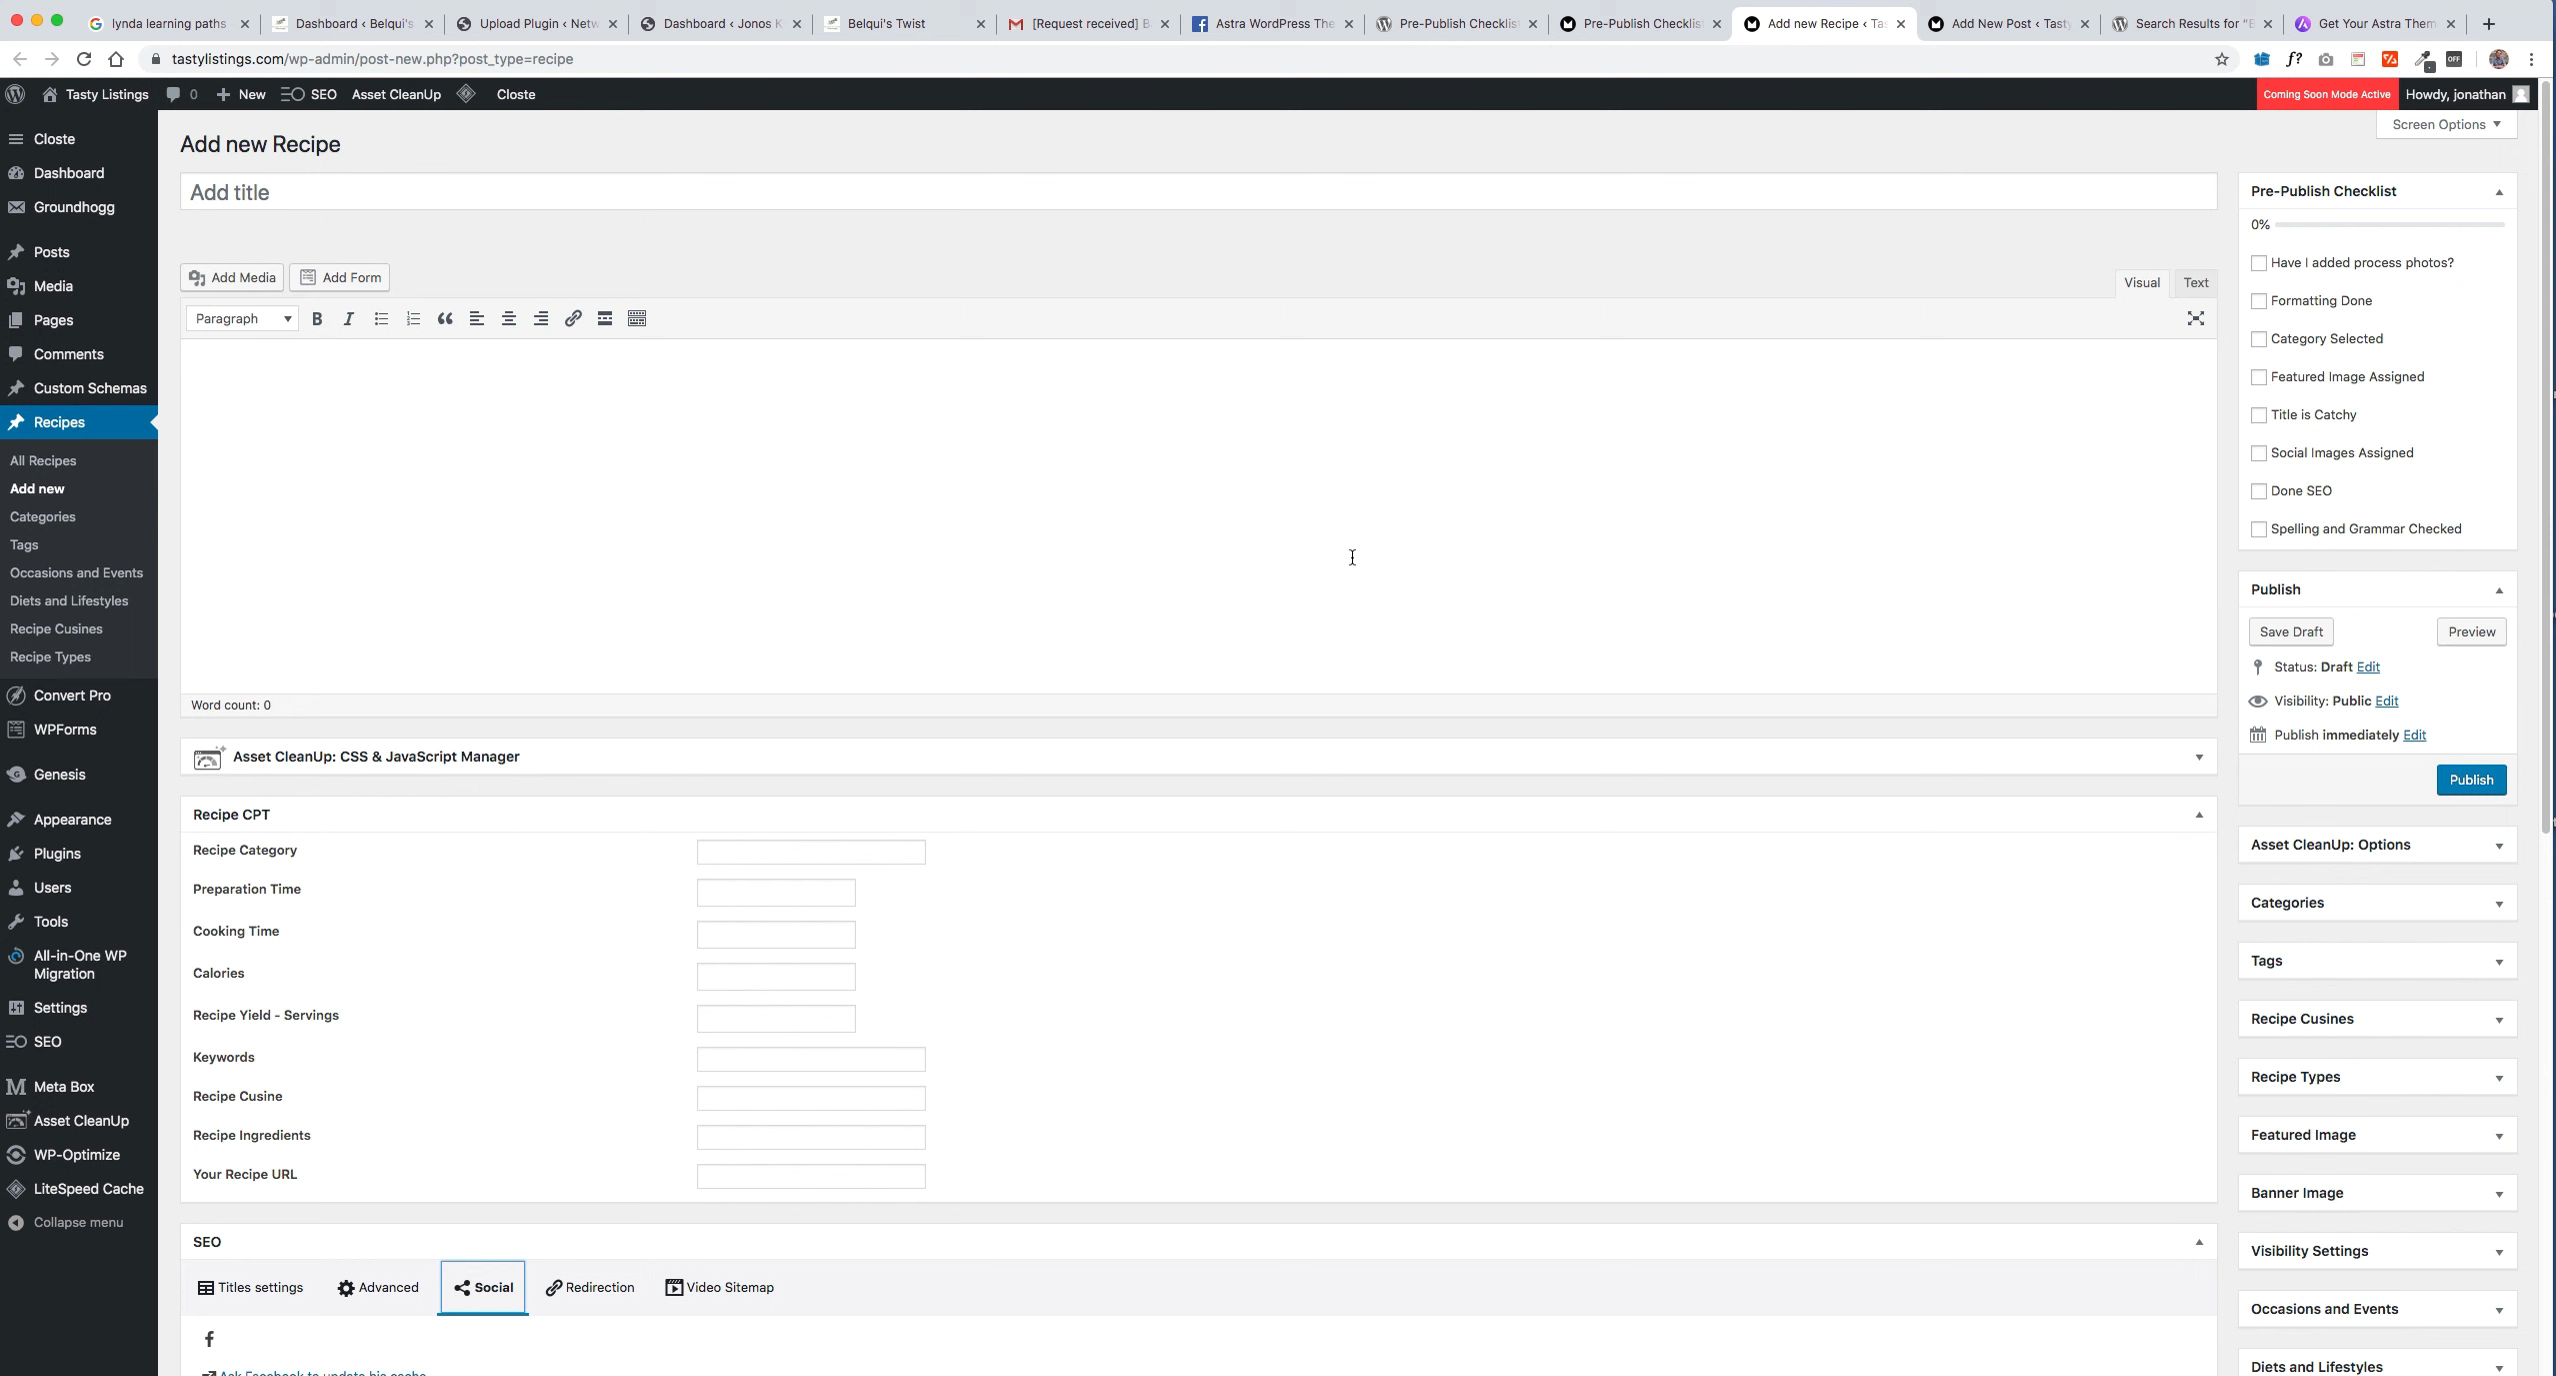 lynda learning paths
Dashboard ‹ Belqui's
Upload Plugin ‹ Netw
Dashboard ‹ Jonos K
Belqui's Twist
[Request received] B
Astra WordPress The
Pre-Publish Checklis
Pre-Publish Checklis
Add new Recipe ‹ Tas
Add New Post ‹ Tast
Search Results for "B
Get Your Astra Them
tastylistings.com/wp-admin/post-new.php?post_type=recipe
f?
OFF
Tasty Listings
0
New
SEO
Asset CleanUp
Closte
Coming Soon Mode Active
Howdy, jonathan
Closte
Dashboard
Groundhogg
Posts
Media
Pages
Comments
Custom Schemas
Recipes
All Recipes
Add new
Categories
Tags
Occasions and Events
Diets and Lifestyles
Recipe Cusines
Recipe Types
Convert Pro
WPForms
Genesis
Appearance
Plugins
Users
Tools
All-in-One WP
Migration
Settings
SEO
Meta Box
Asset CleanUp
WP-Optimize
LiteSpeed Cache
Collapse menu
Screen Options
Add new Recipe
Add title
Add Media
Add Form
Visual
Text
Paragraph
B
I
Word count: 0
Asset CleanUp: CSS & JavaScript Manager
Recipe CPT
Recipe Category
Preparation Time
Cooking Time
Calories
Recipe Yield - Servings
Keywords
Recipe Cusine
Recipe Ingredients
Your Recipe URL
SEO
Titles settings
Advanced
Social
Redirection
Video Sitemap
Ask Facebook to update his cache
Pre-Publish Checklist
0%
Have I added process photos?
Formatting Done
Category Selected
Featured Image Assigned
Title is Catchy
Social Images Assigned
Done SEO
Spelling and Grammar Checked
Publish
Save Draft
Preview
Status: Draft Edit
Visibility: Public Edit
Publish immediately Edit
Publish
Asset CleanUp: Options
Categories
Tags
Recipe Cusines
Recipe Types
Featured Image
Banner Image
Visibility Settings
Occasions and Events
Diets and Lifestyles